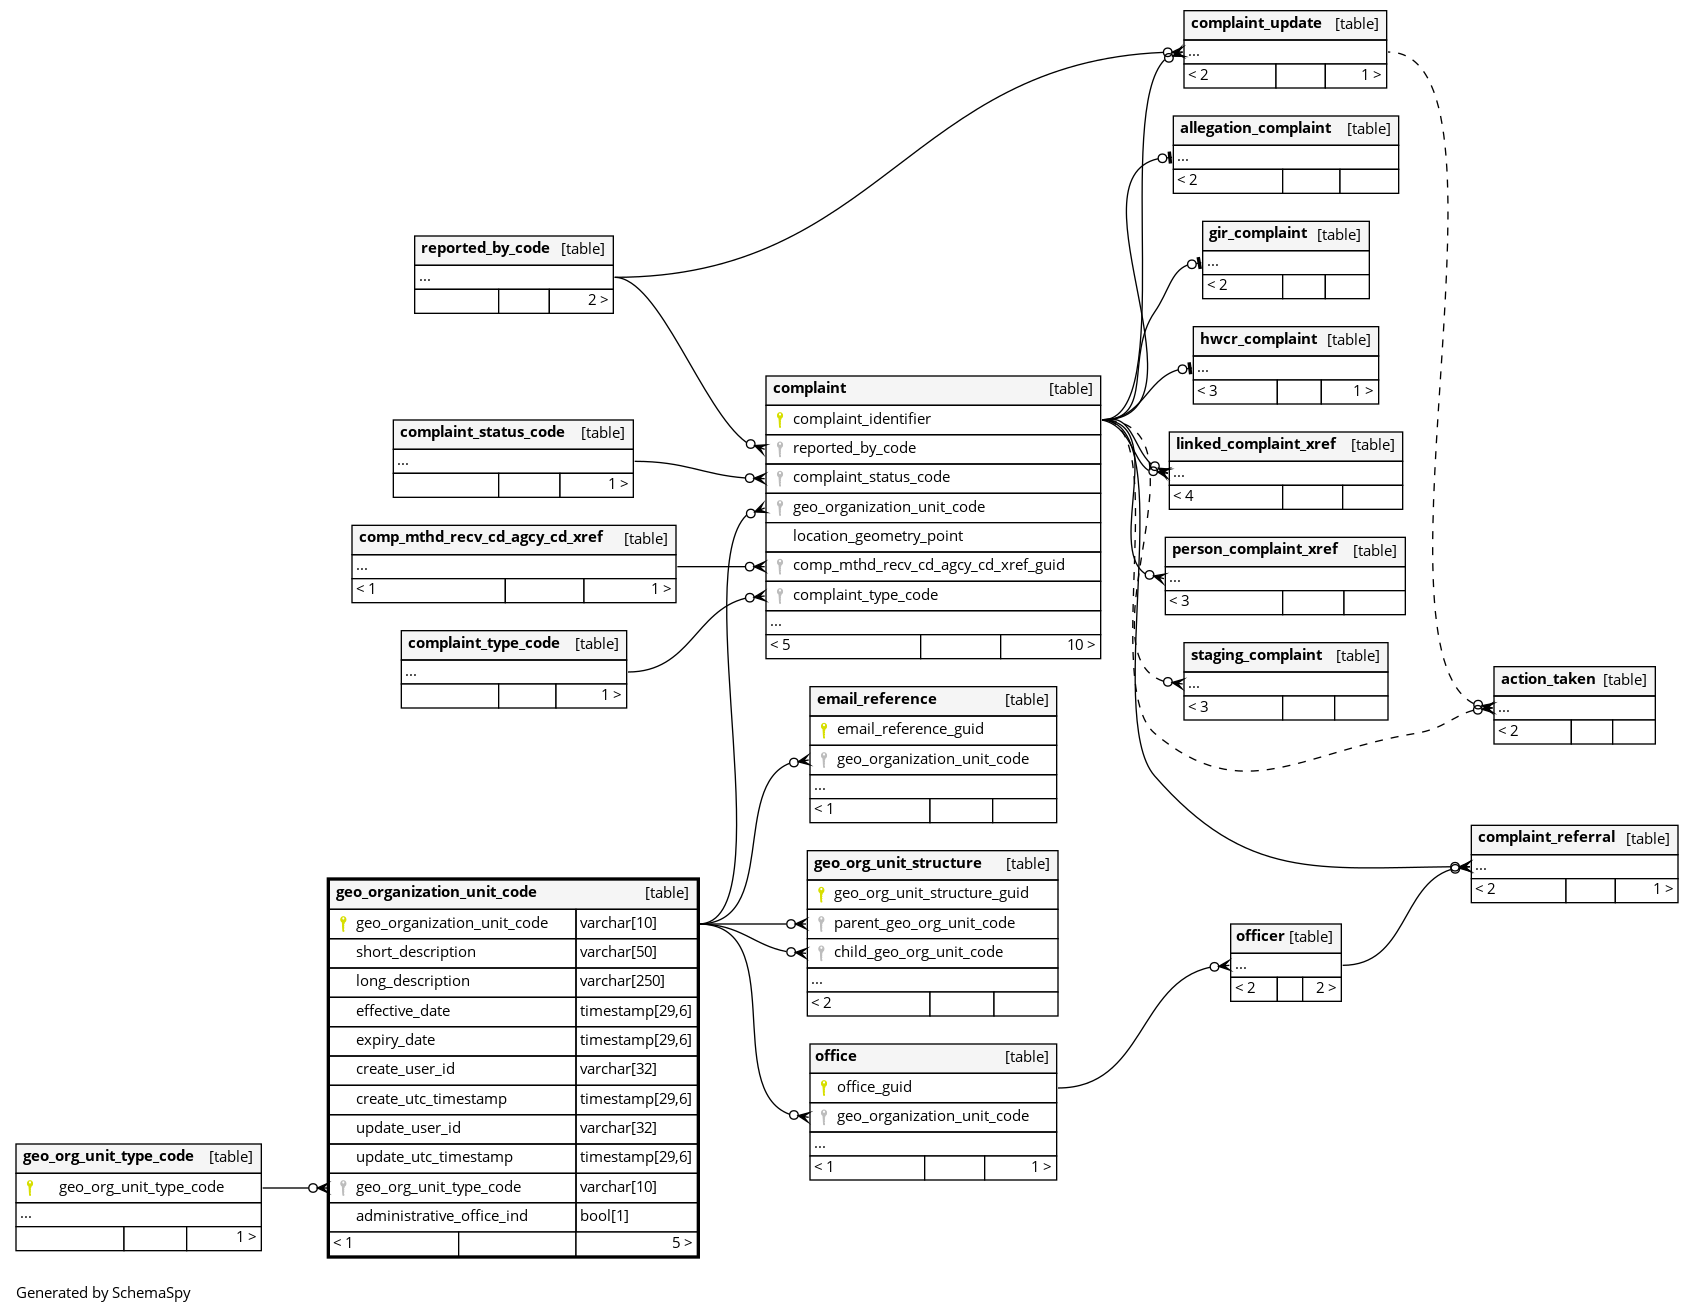 complaint_update [table]
...
< 2 1 >
allegation_complaint [table]
...
< 2
gir_complaint [table]
...
< 2
reported_by_code [table]
...
2 >
hwcr_complaint [table]
...
< 3 1 >
complaint [table]
complaint_identifier
reported_by_code
complaint_status_code
geo_organization_unit_code
location_geometry_point
comp_mthd_recv_cd_agcy_cd_xref_guid
complaint_type_code
...
< 5 10 >
complaint_status_code [table]
...
1 >
linked_complaint_xref [table]
...
< 4
comp_mthd_recv_cd_agcy_cd_xref [table]
...
< 1 1 >
person_complaint_xref [table]
...
< 3
complaint_type_code [table]
...
1 >
staging_complaint [table]
...
< 3
action_taken [table]
...
< 2
email_reference [table]
email_reference_guid
geo_organization_unit_code
...
< 1
complaint_referral [table]
...
< 2 1 >
geo_org_unit_structure [table]
geo_org_unit_structure_guid
parent_geo_org_unit_code
child_geo_org_unit_code
...
< 2
geo_organization_unit_code [table]
geo_organization_unit_code varchar[10]
short_description varchar[50]
long_description varchar[250]
effective_date timestamp[29,6]
expiry_date timestamp[29,6]
create_user_id varchar[32]
create_utc_timestamp timestamp[29,6]
update_user_id varchar[32]
update_utc_timestamp timestamp[29,6]
geo_org_unit_type_code varchar[10]
administrative_office_ind bool[1]
< 1 5 >
officer [table]
...
< 2 2 >
office [table]
office_guid
geo_organization_unit_code
...
< 1 1 >
geo_org_unit_type_code [table]
geo_org_unit_type_code
...
1 >
Generated by SchemaSpy